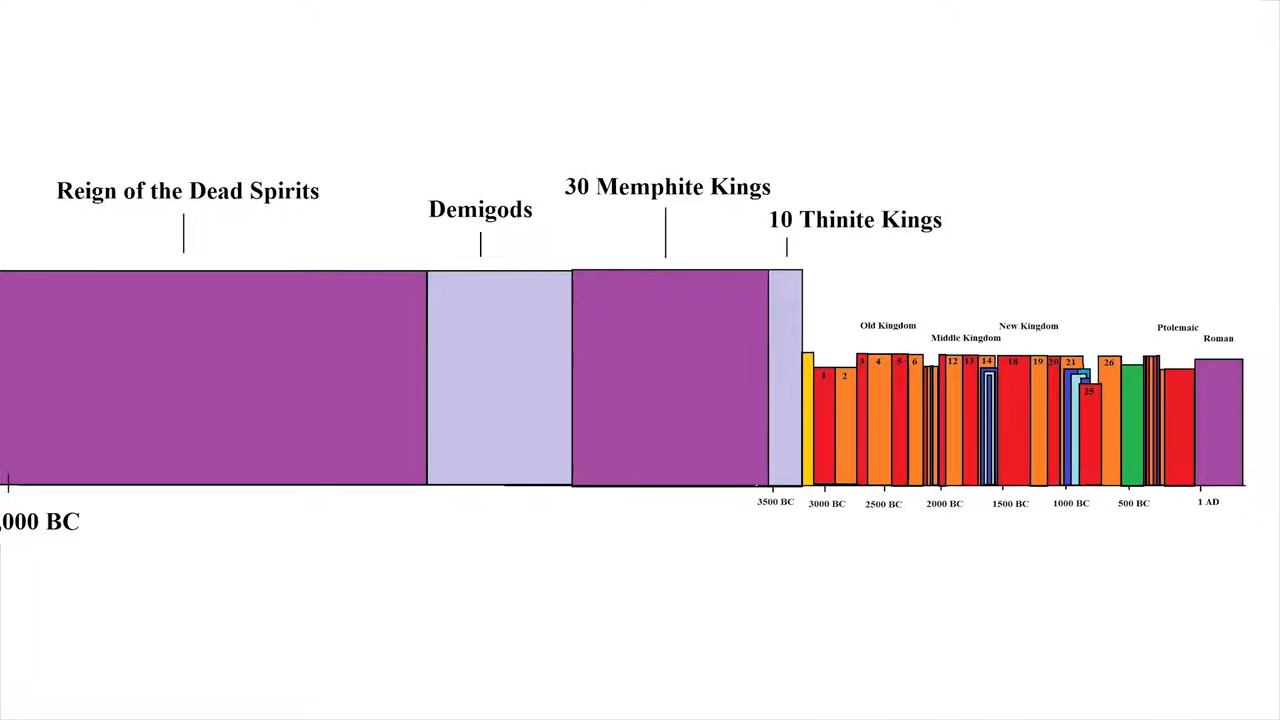 30 Memphite Kings
Reign of the Dead Spirits
Demigods
10 Thinite Kings
Old Kingdom
New Kingdom
Ptolemaic
Middle Kingdom
Roman
1
2
3
4
5
6
12
13
14
18
19
20
21
25
26
3500 BC
3000 BC
2500 BC
2000 BC
1500 BC
1000 BC
500 BC
1 AD
,000 BC